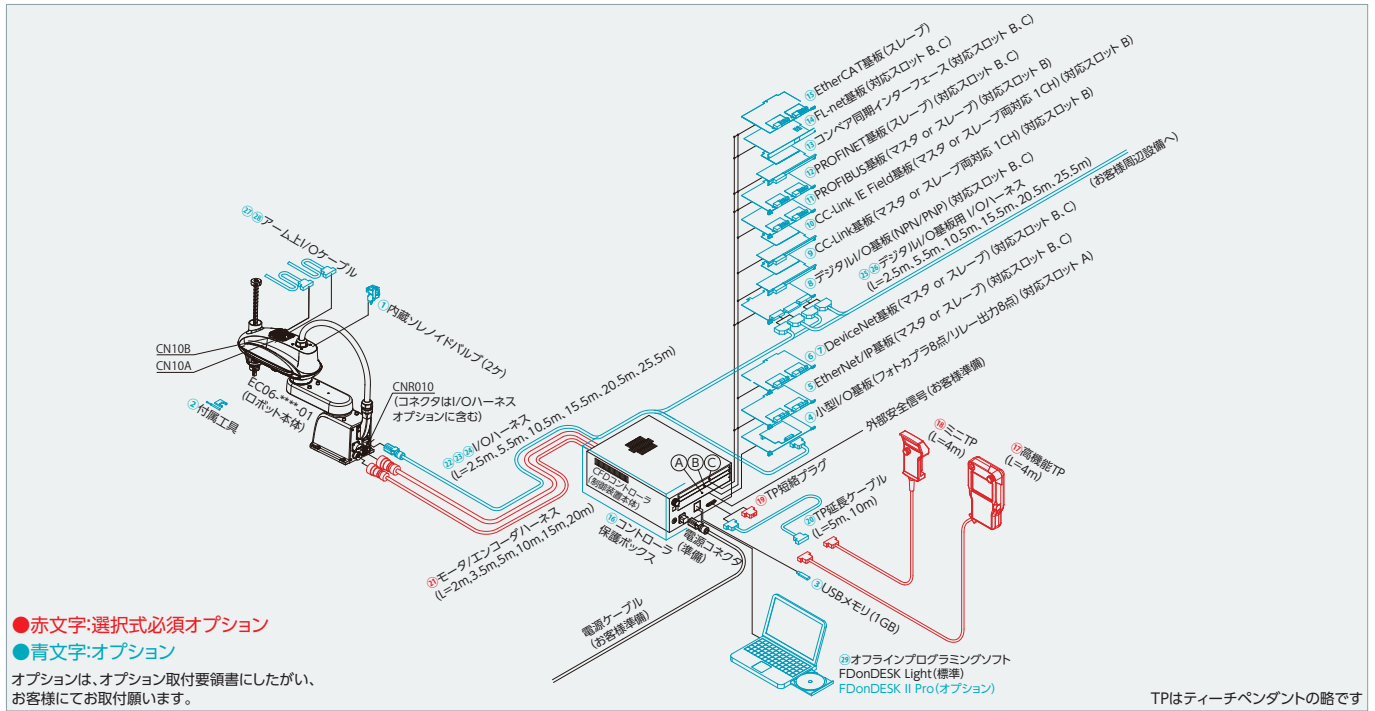 ⑮EtherCAT基板(スレーブ)
⑭FL-net基板(対応スロット B、C)
⑬コンベア同期インターフェース(対応スロット B、C)
⑫PROFINET基板(スレーブ)(対応スロット B、C)
⑪PROFIBUS基板(マスタ or スレーブ)(対応スロット B)
⑩CC-Link IE Field基板(マスタ or スレーブ両対応 1CH)(対応スロット B)
⑨CC-Link基板(マスタ or スレーブ両対応 1CH)(対応スロット B)
⑧デジタルI/O基板(NPN/PNP)(対応スロット B、C)
㉕㉖デジタルI/O基板用 I/Oハーネス
(L=2.5m、5.5m、10.5m、15.5m、20.5m、25.5m)
(お客様周辺設備へ)
⑥⑦DeviceNet基板(マスタ or スレーブ)(対応スロット B、C)
⑤EtherNet/IP基板(マスタ or スレーブ)(対応スロット B、C)
④小型I/O基板(フォトカプラ8点/リレー出力8点)(対応スロット A)
外部安全信号(お客様準備)
㉗㉘アーム上I/Oケーブル
①内蔵ソレノイドバルブ(2ケ)
CN10B
CN10A
EC06-****-01
(ロボット本体)
②付属工具
CNR010
(コネクタはI/Oハーネス
オプションに含む)
㉒㉓㉔I/Oハーネス
(L=2.5m、5.5m、10.5m、15.5m、20.5m、25.5m)
㉑モータ/エンコーダハーネス
(L=2m,3.5m,5m,10m,15m,20m)
Ⓐ Ⓑ Ⓒ
CFDコントローラ
(制御装置本体)
⑯コントローラ
保護ボックス
電源コネクタ
(準備)
電源ケーブル
(お客様準備)
⑲TP短絡プラグ
⑳TP延長ケーブル
(L=5m、10m)
⑱ミニTP
(L=4m)
⑰高機能TP
(L=4m)
③USBメモリ(1GB)
㉙オフラインプログラミングソフト
FDonDESK Light(標準)
FDonDESK II Pro(オプション)
●赤文字:選択式必須オプション
●青文字:オプション
オプションは、オプション取付要領書にしたがい、
お客様にてお取付願います。
TPはティーチペンダントの略です